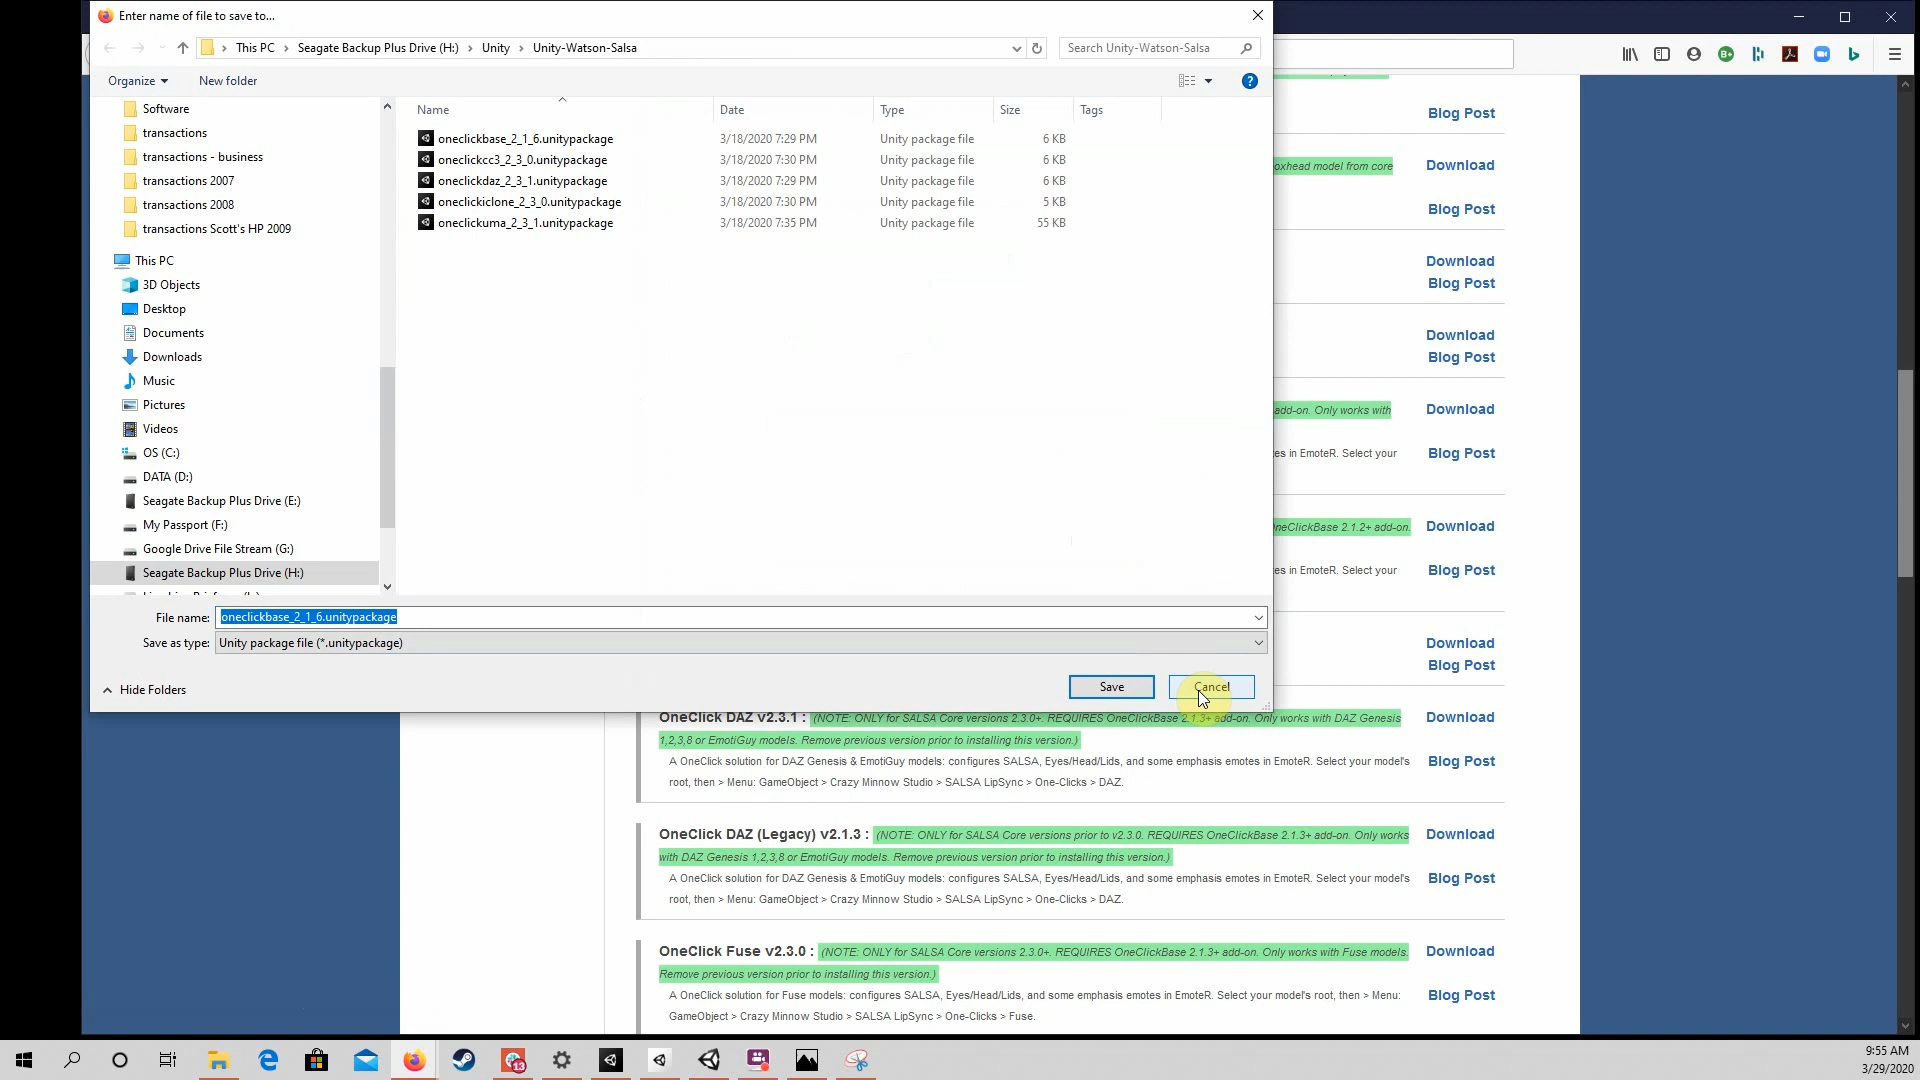 Enter name of file to save to...
This PC > Seagate Backup Plus Drive (H:) > Unity > Unity-Watson-Salsa
Search Unity-Watson-Salsa
Organize
New folder
Software
transactions
transactions - business
transactions 2007
transactions 2008
transactions Scott's HP 2009
This PC
3D Objects
Desktop
Documents
Downloads
Music
Pictures
Videos
OS (C:)
DATA (D:)
Seagate Backup Plus Drive (E:)
My Passport (F:)
Google Drive File Stream (G:)
Seagate Backup Plus Drive (H:)
Name Date Type Size Tags
oneclickbase_2_1_6.unitypackage 3/18/2020 7:29 PM Unity package file 6 KB
oneclickcc3_2_3_0.unitypackage 3/18/2020 7:30 PM Unity package file 6 KB
oneclickdaz_2_3_1.unitypackage 3/18/2020 7:29 PM Unity package file 6 KB
oneclickiclone_2_3_0.unitypackage 3/18/2020 7:30 PM Unity package file 5 KB
oneclickuma_2_3_1.unitypackage 3/18/2020 7:35 PM Unity package file 55 KB
File name: oneclickbase_2_1_6.unitypackage
Save as type: Unity package file (*.unitypackage)
Hide Folders
Save
Cancel
Blog Post
oxhead model from core Download
Blog Post
Download
Blog Post
Download
Blog Post
add-on. Only works with Download
es in EmoteR. Select your Blog Post
neClickBase 2.1.2+ add-on. Download
es in EmoteR. Select your Blog Post
Download
Blog Post
OneClick DAZ v2.3.1 : (NOTE: ONLY for SALSA Core versions 2.3.0+. REQUIRES OneClickBase 2.1.3+ add-on. Only works with DAZ Genesis Download
1,2,3,8 or EmotiGuy models. Remove previous version prior to installing this version.)
A OneClick solution for DAZ Genesis & EmotiGuy models: configures SALSA, Eyes/Head/Lids, and some emphasis emotes in EmoteR. Select your model's Blog Post
root, then > Menu: GameObject > Crazy Minnow Studio > SALSA LipSync > One-Clicks > DAZ.
OneClick DAZ (Legacy) v2.1.3 : (NOTE: ONLY for SALSA Core versions prior to v2.3.0. REQUIRES OneClickBase 2.1.3+ add-on. Only works Download
with DAZ Genesis 1,2,3,8 or EmotiGuy models. Remove previous version prior to installing this version.)
A OneClick solution for DAZ Genesis & EmotiGuy models: configures SALSA, Eyes/Head/Lids, and some emphasis emotes in EmoteR. Select your model's Blog Post
root, then > Menu: GameObject > Crazy Minnow Studio > SALSA LipSync > One-Clicks > DAZ.
OneClick Fuse v2.3.0 : (NOTE: ONLY for SALSA Core versions 2.3.0+. REQUIRES OneClickBase 2.1.3+ add-on. Only works with Fuse models. Download
Remove previous version prior to installing this version.)
A OneClick solution for Fuse models: configures SALSA, Eyes/Head/Lids, and some emphasis emotes in EmoteR. Select your model's root, then > Menu: Blog Post
GameObject > Crazy Minnow Studio > SALSA LipSync > One-Clicks > Fuse.
13
9:55 AM
3/29/2020